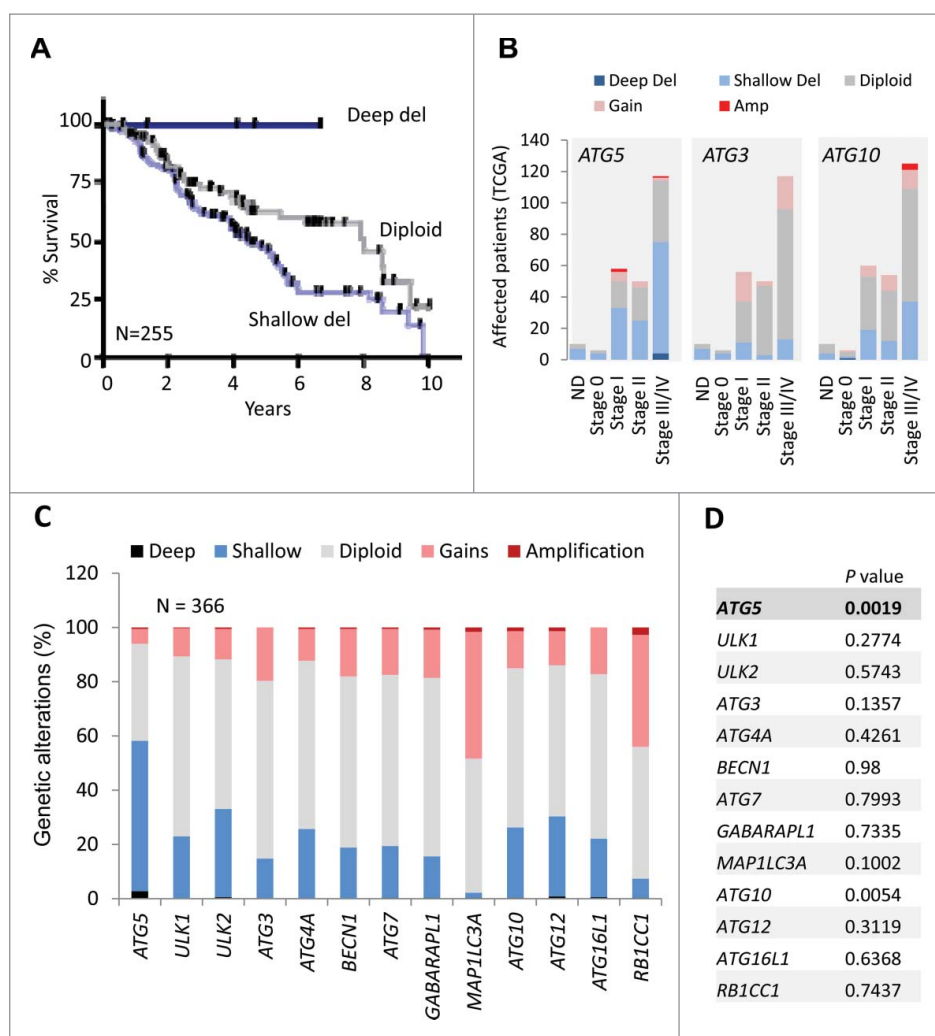 A
% Survival
100
75
50
25
0
Deep del
Diploid
Shallow del
N=255
0 2 4 6 8 10
Years
B
Deep Del Shallow Del Diploid
Gain Amp
Affected patients (TCGA)
140
120
100
80
60
40
20
0
ATG5 ATG3 ATG10
ND
Stage 0
Stage I
Stage II
Stage III/IV
ND
Stage 0
Stage I
Stage II
Stage III/IV
ND
Stage 0
Stage I
Stage II
Stage III/IV
C
Deep Shallow Diploid Gains Amplification
Genetic alterations (%)
120
100
80
60
40
20
0
N = 366
ATG5
ULK1
ULK2
ATG3
ATG4A
BECN1
ATG7
GABARAPL1
MAP1LC3A
ATG10
ATG12
ATG16L1
RB1CC1
D
P value
ATG5 0.0019
ULK1 0.2774
ULK2 0.5743
ATG3 0.1357
ATG4A 0.4261
BECN1 0.98
ATG7 0.7993
GABARAPL1 0.7335
MAP1LC3A 0.1002
ATG10 0.0054
ATG12 0.3119
ATG16L1 0.6368
RB1CC1 0.7437